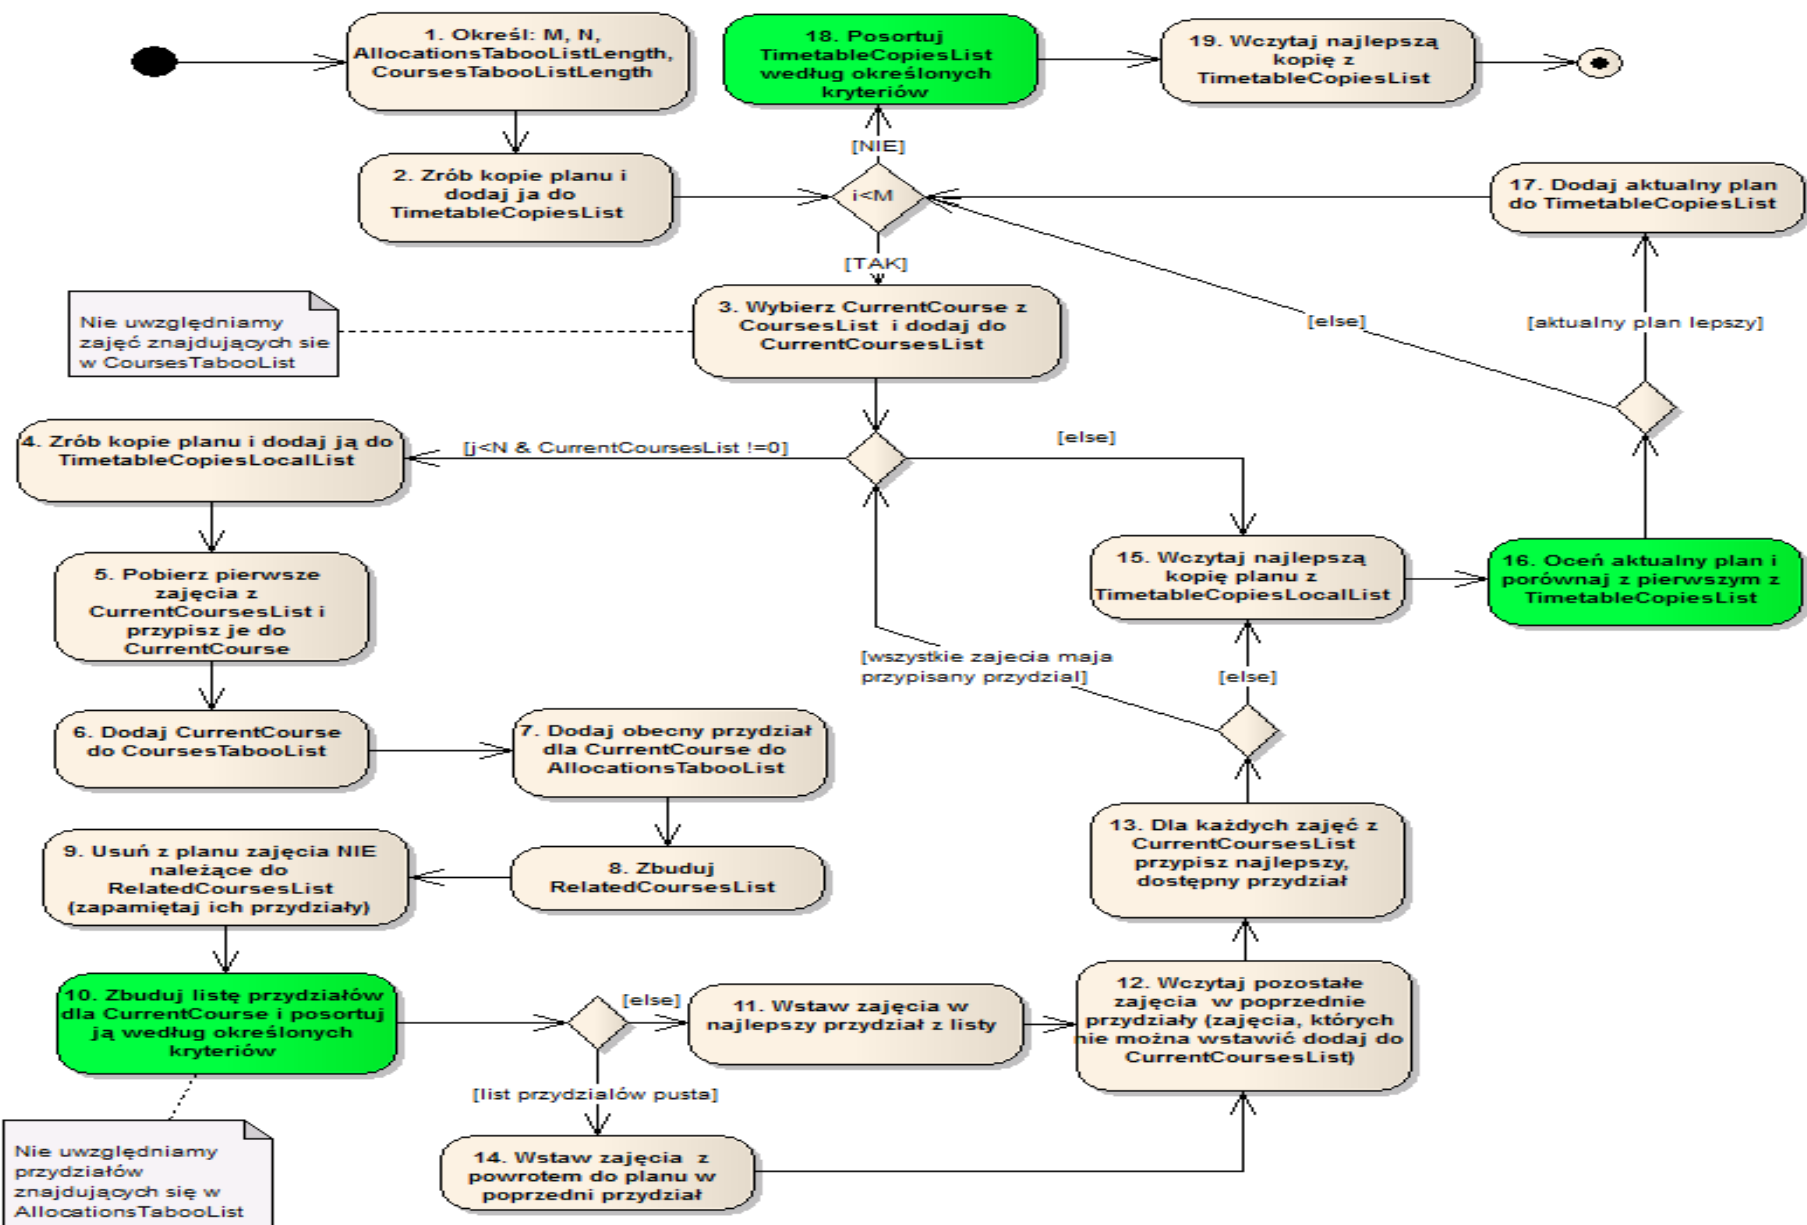 1. Określ: M, N,
AllocationsTabooListLength,
CoursesTabooListLength
18. Posortuj
TimetableCopiesList
według określonych
kryteriów
19. Wczytaj najlepszą
kopię z
TimetableCopiesList
[NIE]
2. Zrób kopie planu i
dodaj ja do
TimetableCopiesList
i<M
17. Dodaj aktualny plan
do TimetableCopiesList
[TAK]
Nie uwzględniamy
zajęć znajdujących sie
w CoursesTabooList
3. Wybierz CurrentCourse z
CoursesList i dodaj do
CurrentCoursesList
[else]
[aktualny plan lepszy]
4. Zrób kopie planu i dodaj ją do
TimetableCopiesLocalList
[j<N & CurrentCoursesList !=0]
[else]
5. Pobierz pierwsze
zajęcia z
CurrentCoursesList i
przypisz je do
CurrentCourse
15. Wczytaj najlepszą
kopię planu z
TimetableCopiesLocalList
16. Oceń aktualny plan i
porównaj z pierwszym z
TimetableCopiesList
[wszystkie zajecia maja
przypisany przydzial]
[else]
6. Dodaj CurrentCourse
do CoursesTabooList
7. Dodaj obecny przydział
dla CurrentCourse do
AllocationsTabooList
9. Usuń z planu zajęcia NIE
należące do
RelatedCoursesList
(zapamiętaj ich przydziały)
8. Zbuduj
RelatedCoursesList
13. Dla każdych zajęć z
CurrentCoursesList
przypisz najlepszy,
dostępny przydział
10. Zbuduj listę przydziałów
dla CurrentCourse i posortuj
ją według określonych
kryteriów
[else]
11. Wstaw zajęcia w
najlepszy przydział z listy
12. Wczytaj pozostałe
zajęcia w poprzednie
przydziały (zajęcia, których
nie można wstawić dodaj do
CurrentCoursesList)
[list przydzialów pusta]
Nie uwzględniamy
przydziałów
znajdujących się w
AllocationsTabooList
14. Wstaw zajęcia z
powrotem do planu w
poprzedni przydział